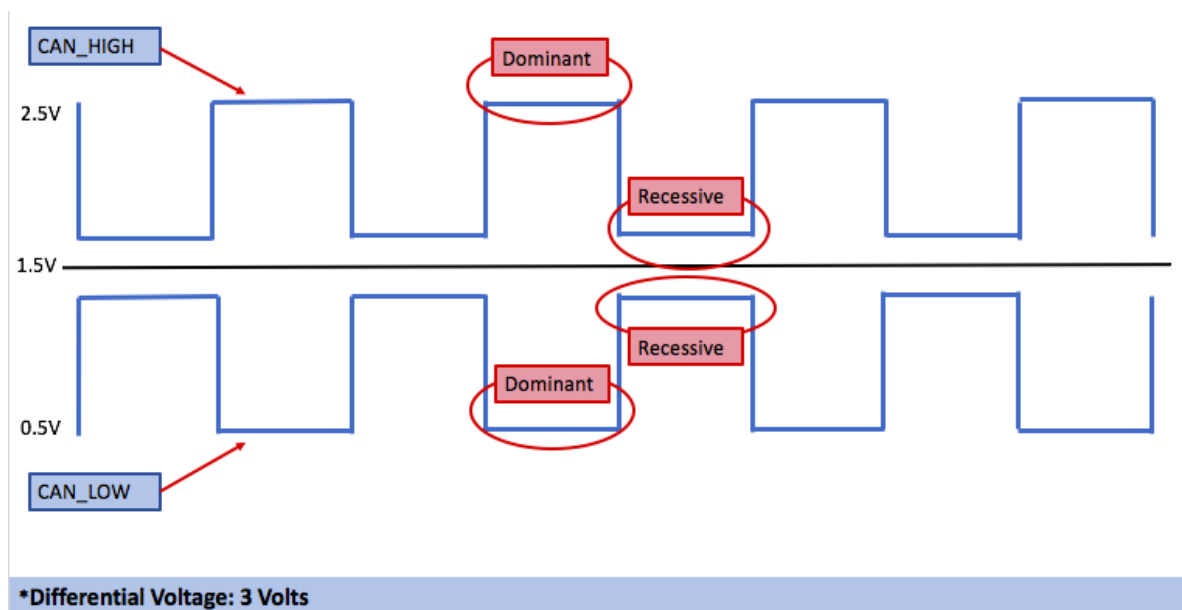 CAN_HIGH
Dominant
2.5V
Recessive
1.5V
Recessive
Dominant
0.5V
CAN_LOW
*Differential Voltage: 3 Volts